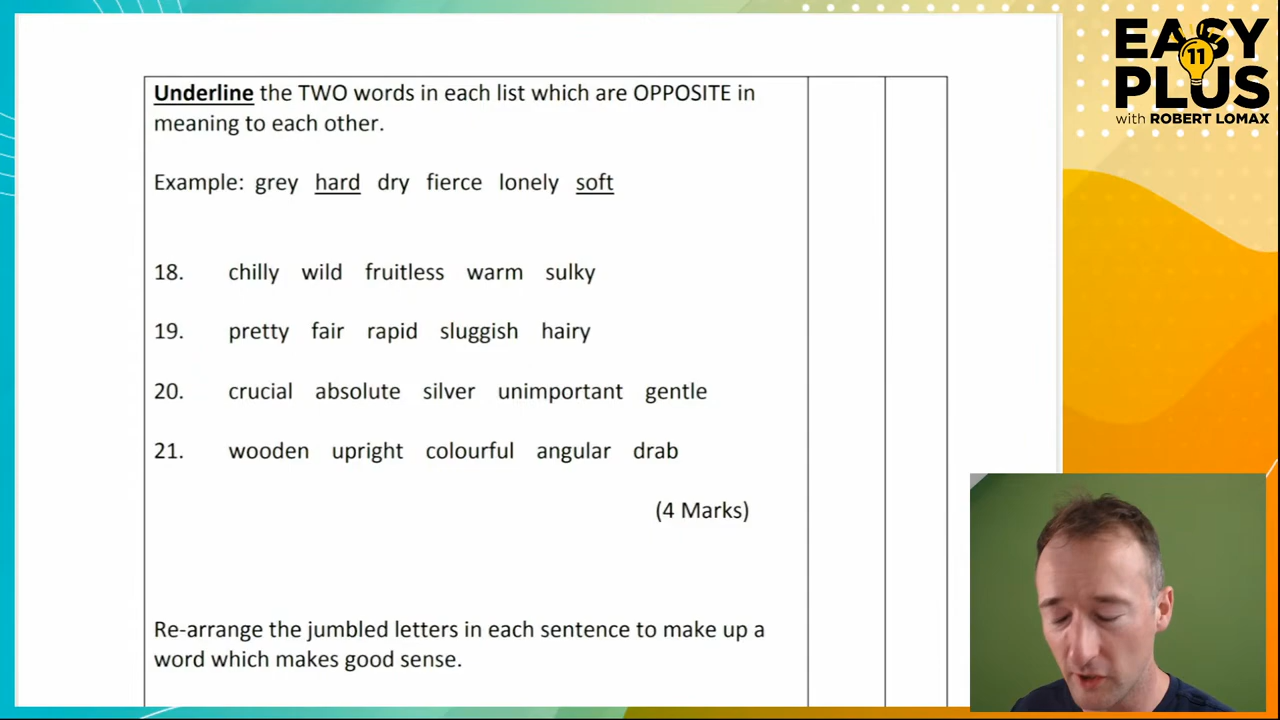 EASY
11
PLUS
with ROBERT LOMAX
Underline the TWO words in each list which are OPPOSITE in
meaning to each other.
Example: grey hard dry fierce lonely soft
18. chilly wild fruitless warm sulky
19. pretty fair rapid sluggish hairy
20. crucial absolute silver unimportant gentle
21. wooden upright colourful angular drab
(4 Marks)
Re-arrange the jumbled letters in each sentence to make up a
word which makes good sense.